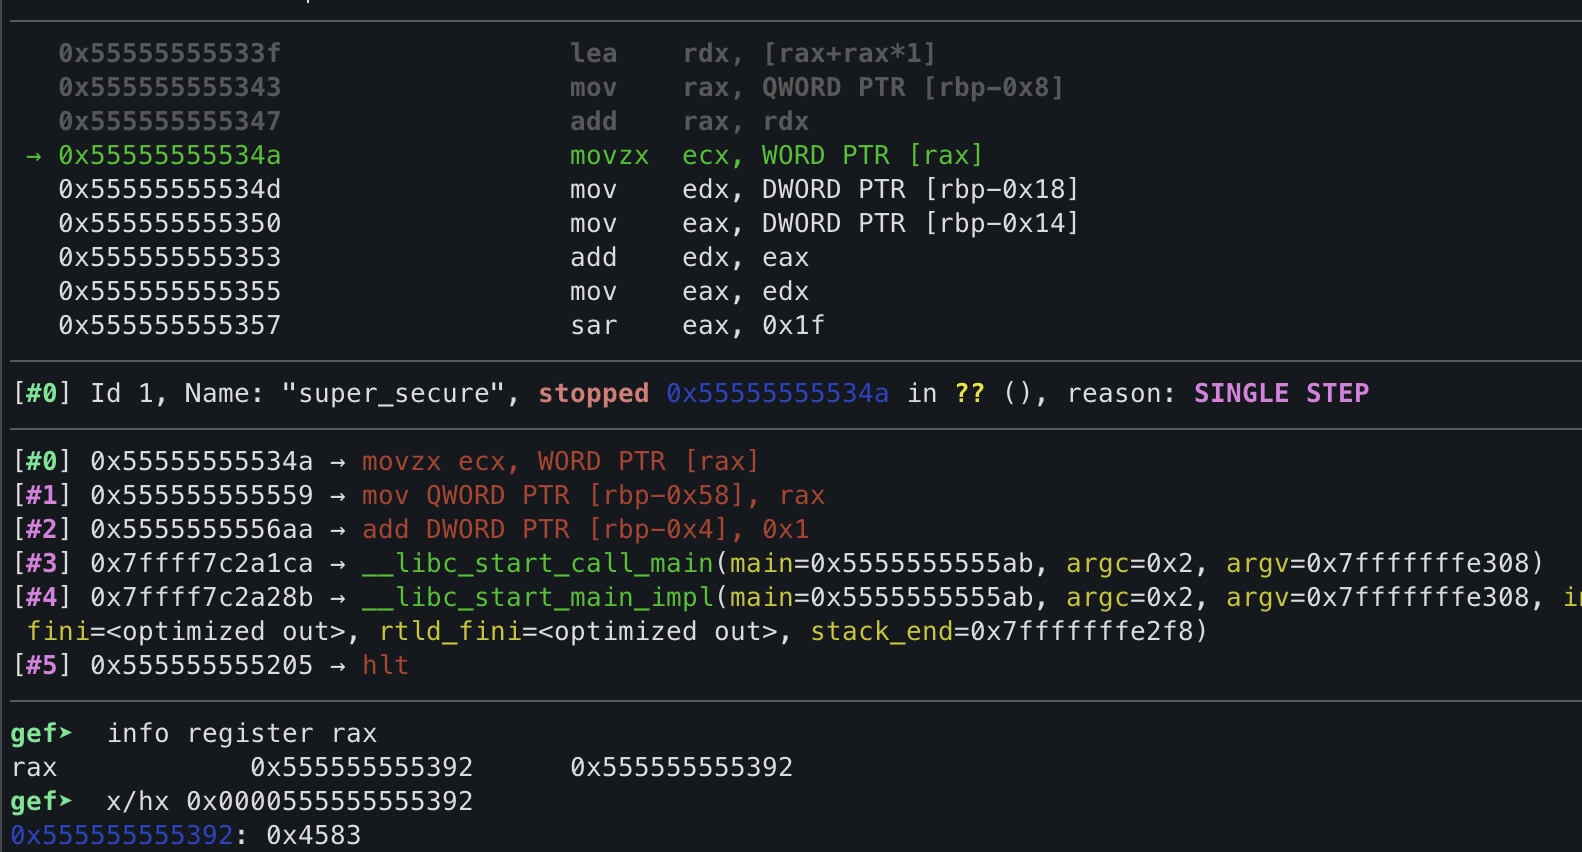 0x55555555533f lea rdx, [rax+rax*1]
0x555555555343 mov rax, QWORD PTR [rbp-0x8]
0x555555555347 add rax, rdx
→ 0x55555555534a movzx ecx, WORD PTR [rax]
0x55555555534d mov edx, DWORD PTR [rbp-0x18]
0x555555555350 mov eax, DWORD PTR [rbp-0x14]
0x555555555353 add edx, eax
0x555555555355 mov eax, edx
0x555555555357 sar eax, 0x1f
[#0] Id 1, Name: "super_secure", stopped 0x55555555534a in ?? (), reason: SINGLE STEP
[#0] 0x55555555534a → movzx ecx, WORD PTR [rax]
[#1] 0x555555555559 → mov QWORD PTR [rbp-0x58], rax
[#2] 0x5555555556aa → add DWORD PTR [rbp-0x4], 0x1
[#3] 0x7ffff7c2a1ca → __libc_start_call_main(main=0x5555555555ab, argc=0x2, argv=0x7fffffffe308)
[#4] 0x7ffff7c2a28b → __libc_start_main_impl(main=0x5555555555ab, argc=0x2, argv=0x7fffffffe308,
fini=<optimized out>, rtld_fini=<optimized out>, stack_end=0x7fffffffe2f8)
[#5] 0x555555555205 → hlt
gef➤ info register rax
rax 0x555555555392 0x555555555392
gef➤ x/hx 0x0000555555555392
0x555555555392: 0x4583